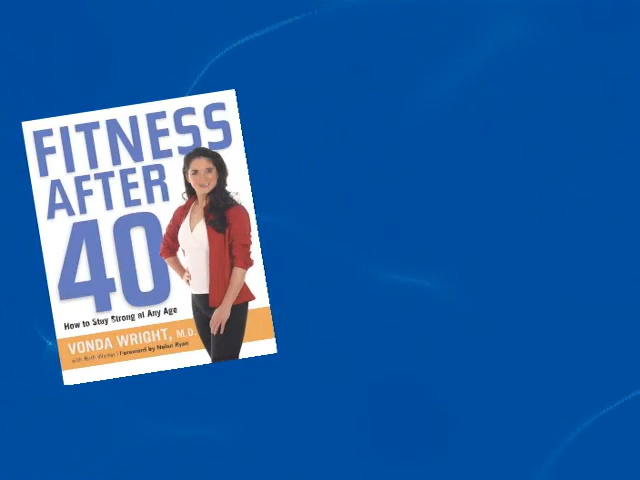 FITNESS
AFTER
40
How to Stay Strong at Any Age
VONDA WRIGHT, M.D.
with Ruth Winter | Foreword by Nolan Ryan